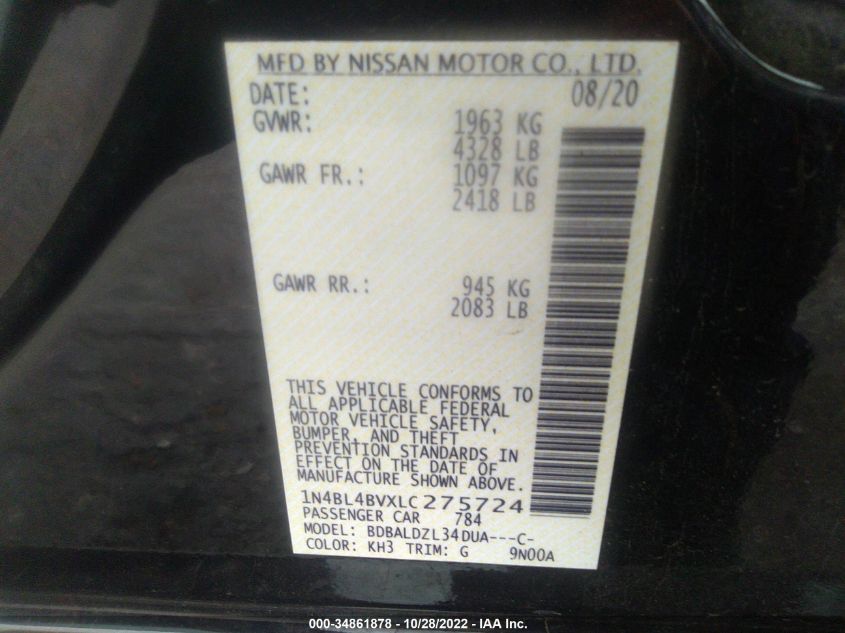 MFD BY NISSAN MOTOR CO., LTD.
DATE: 08/20
GVWR: 1963 KG
4328 LB
GAWR FR.: 1097 KG
2418 LB
GAWR RR.: 945 KG
2083 LB
THIS VEHICLE CONFORMS TO
ALL APPLICABLE FEDERAL
MOTOR VEHICLE SAFETY,
BUMPER, AND THEFT
PREVENTION STANDARDS IN
EFFECT ON THE DATE OF
MANUFACTURE SHOWN ABOVE.
1N4BL4BVXLC275724
PASSENGER CAR 784
MODEL: BDBALDZL34DUA---C-
COLOR: KH3 TRIM: G 9N00A
000-34861878 - 10/28/2022 - IAA Inc.